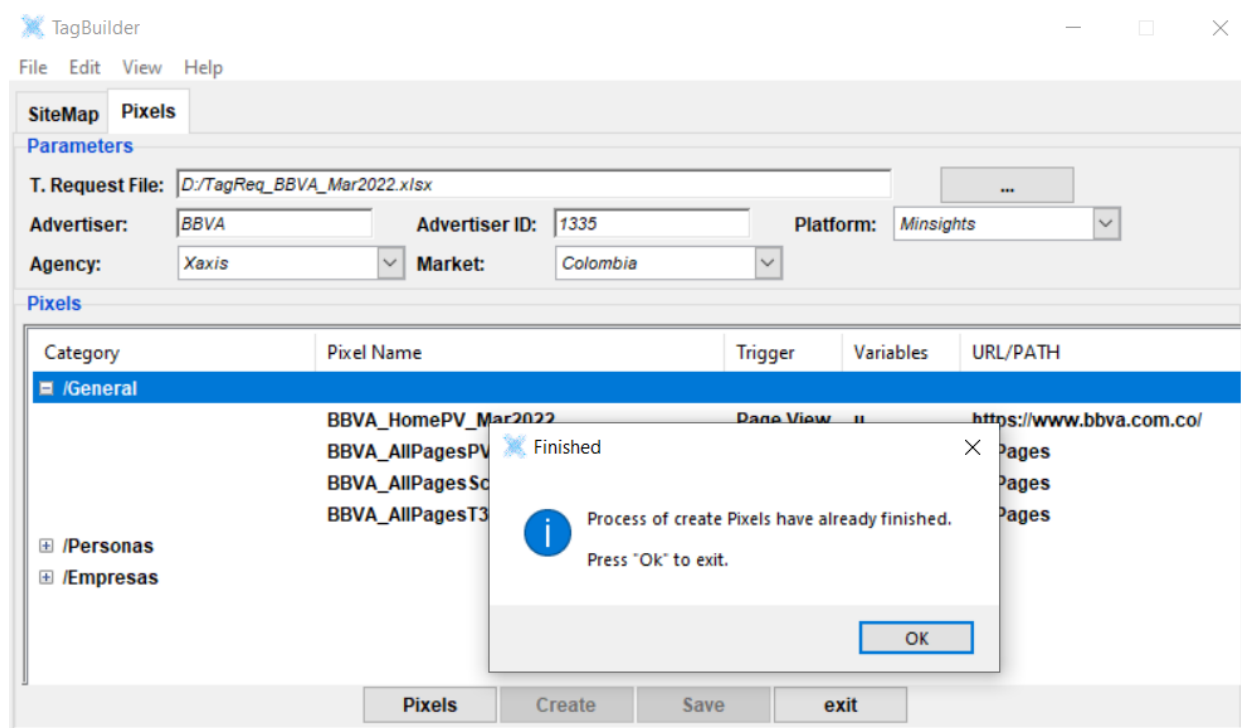 TagBuilder
File Edit View Help
SiteMap Pixels
Parameters
T. Request File: D:/TagReq_BBVA_Mar2022.xlsx ...
Advertiser: BBVA Advertiser ID: 1335 Platform: Minsights
Agency: Xaxis Market: Colombia
Pixels
Category Pixel Name Trigger Variables URL/PATH
/General
BBVA_HomePV_Mar2022 Page View u https://www.bbva.com.co/
BBVA_AllPagesPV Pages
BBVA_AllPagesSc Pages
BBVA_AllPagesT3 Pages
/Personas
/Empresas
Finished
Process of create Pixels have already finished.
Press "Ok" to exit.
OK
Pixels Create Save exit